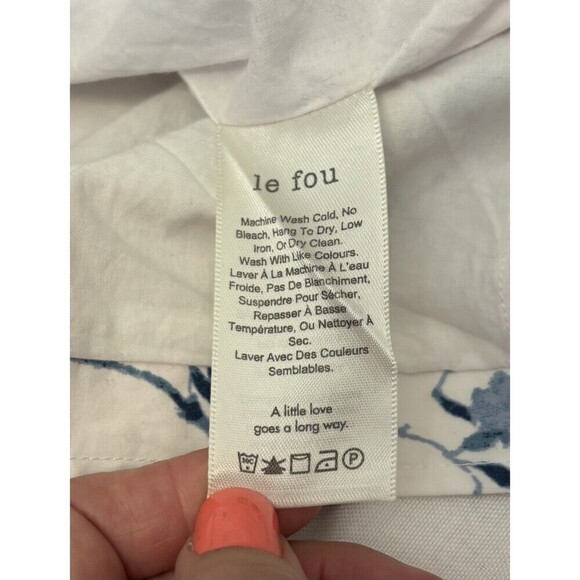 le fou
Machine Wash Cold, No
Bleach, Hang To Dry, Low
Iron, Or Dry Clean.
Wash With Like Colours.
Laver À La Machine À L'eau
Froide, Pas De Blanchiment,
Suspendre Pour Sécher,
Repasser À Basse
Température, Ou Nettoyer À
Sec.
Laver Avec Des Couleurs
Semblables.
A little love
goes a long way.
30C P